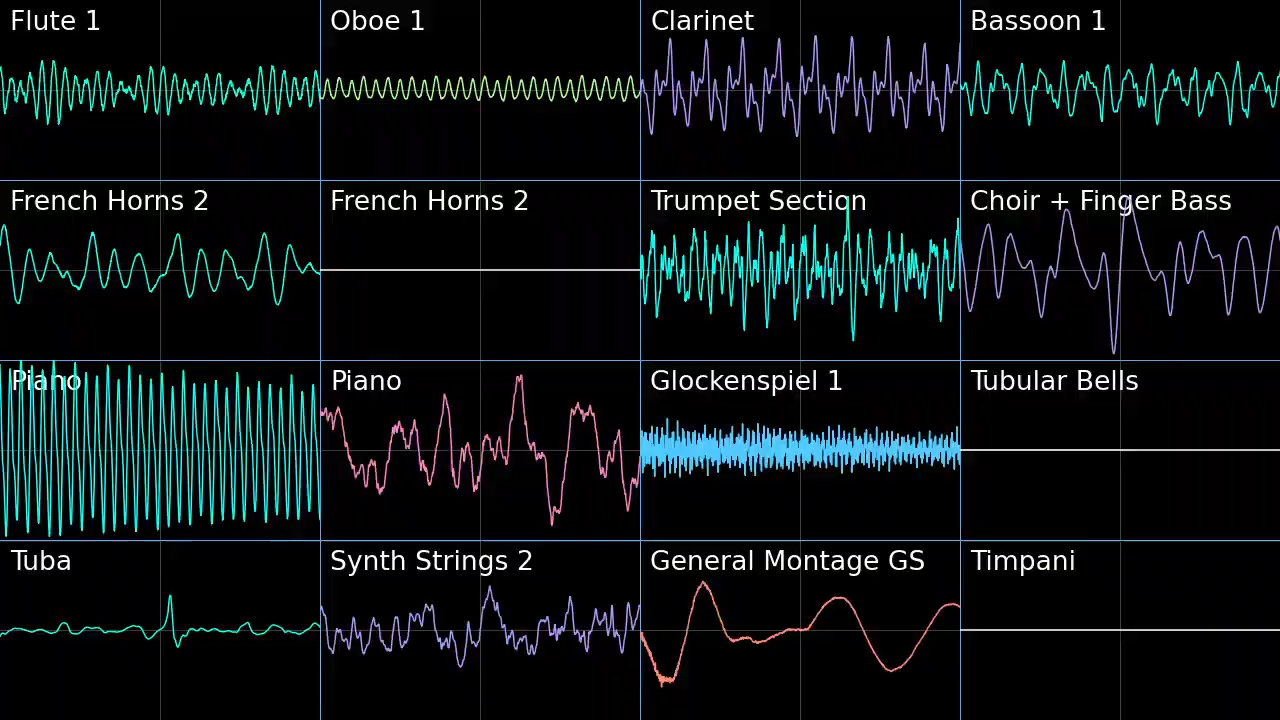 Flute 1
Oboe 1
Clarinet
Bassoon 1
French Horns 2
French Horns 2
Trumpet Section
Choir + Finger Bass
Piano
Piano
Glockenspiel 1
Tubular Bells
Tuba
Synth Strings 2
General Montage GS
Timpani